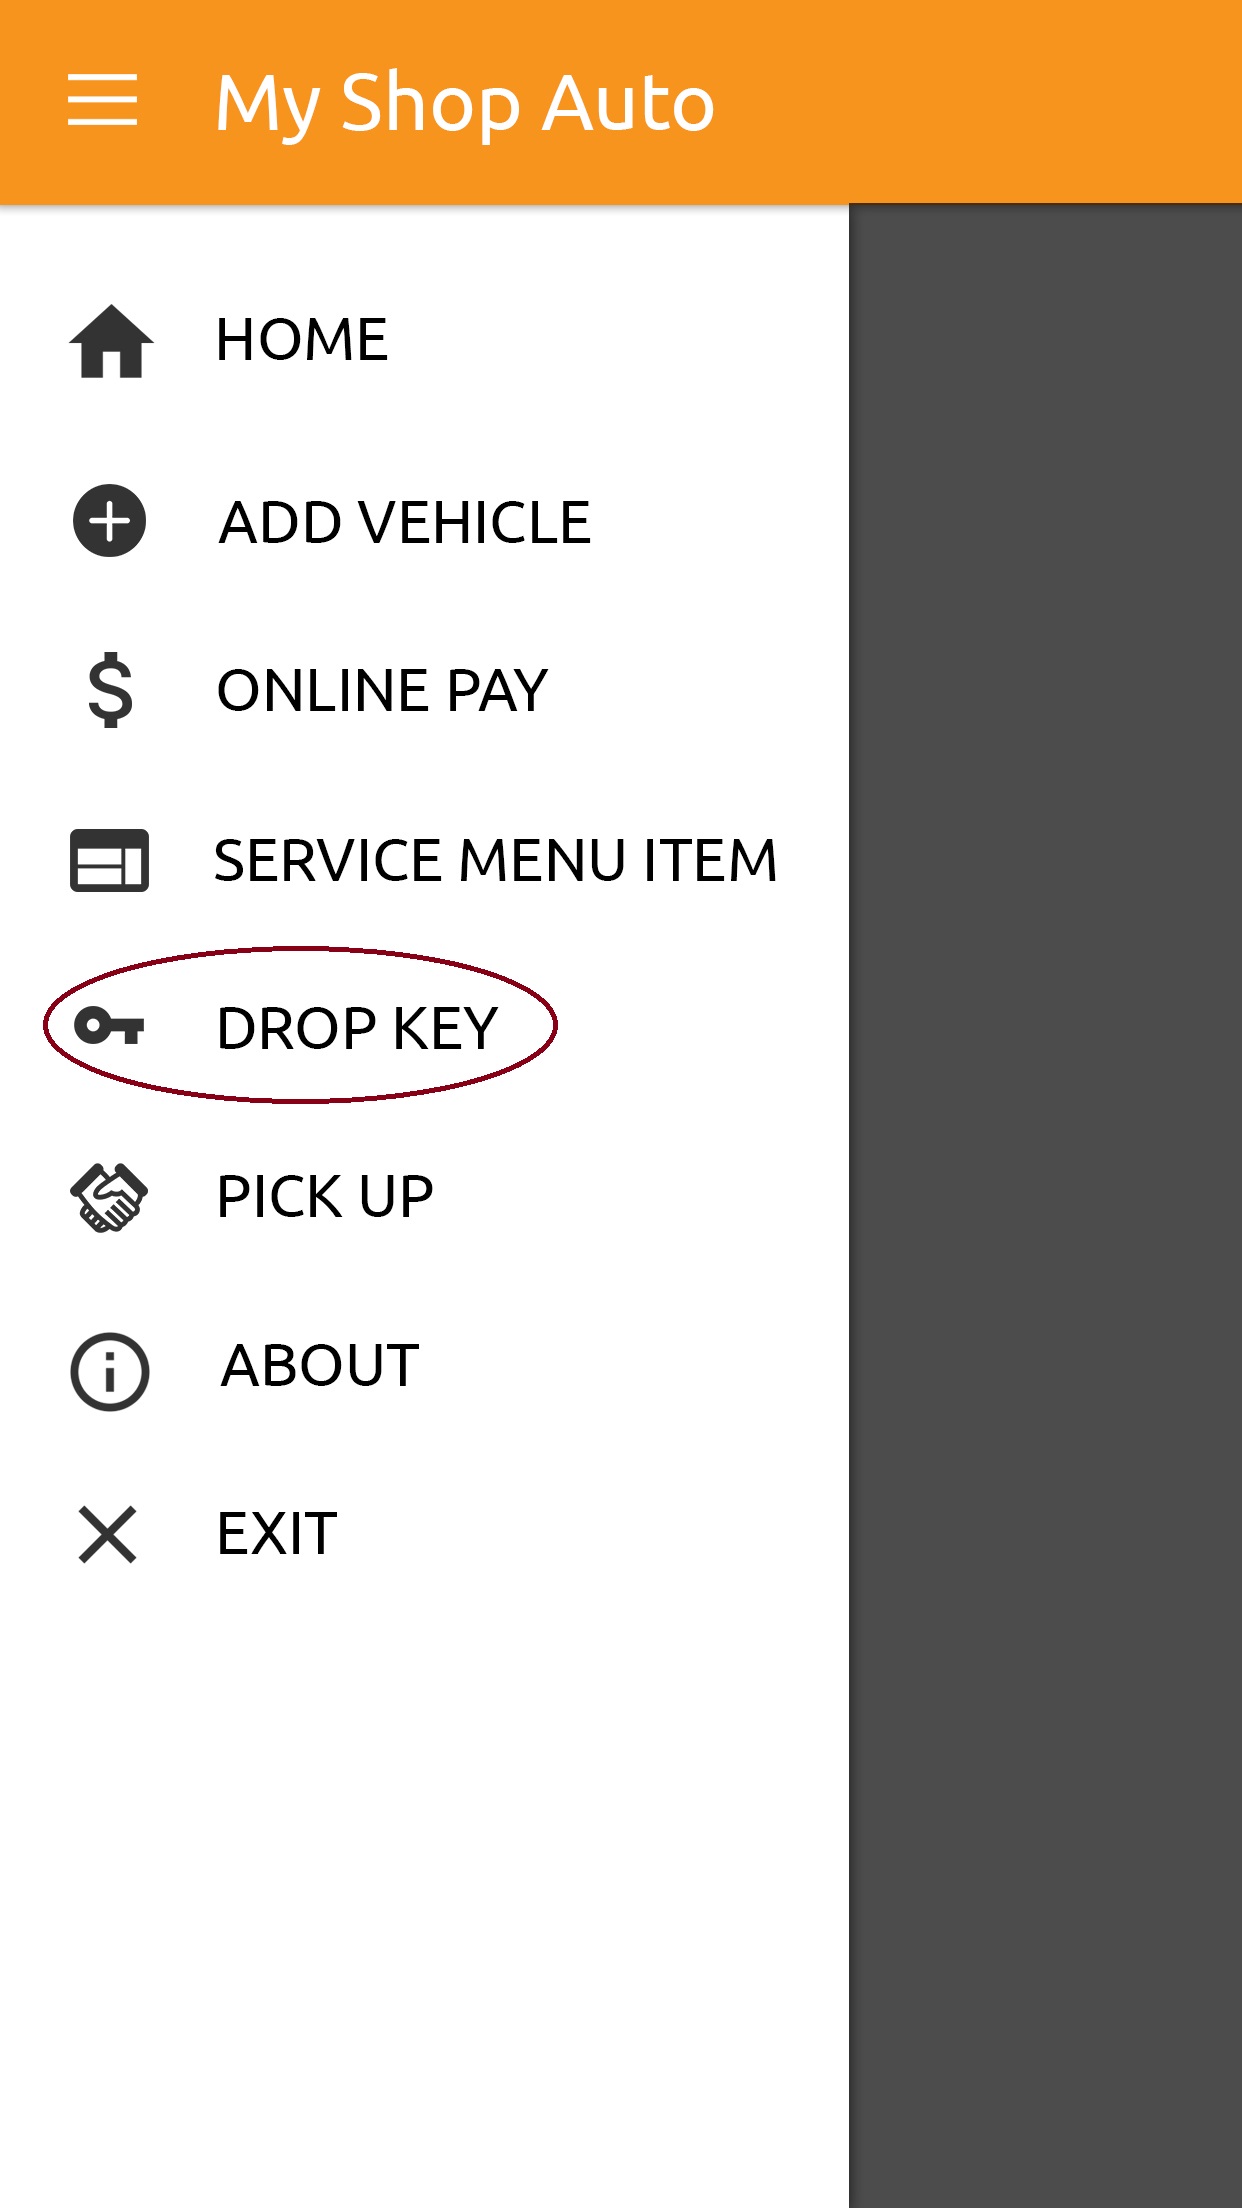 My Shop Auto
HOME
ADD VEHICLE
ONLINE PAY
SERVICE MENU ITEM
DROP KEY
PICK UP
ABOUT
EXIT